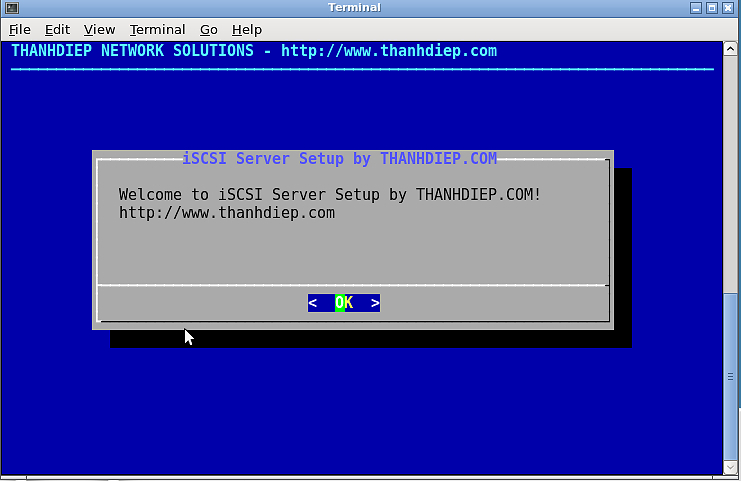 Terminal
File Edit View Terminal Go Help
THANHDIEP NETWORK SOLUTIONS - http://www.thanhdiep.com
iSCSI Server Setup by THANHDIEP.COM
Welcome to iSCSI Server Setup by THANHDIEP.COM!
http://www.thanhdiep.com
< OK >